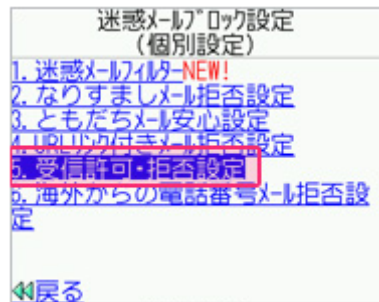 迷惑メールブロック設定
(個別設定)
1. 迷惑メールフィルターNEW!
2. なりすましメール拒否設定
3. ともだちメール安心設定
4. URLリンク付きメール拒否設定
5. 受信許可・拒否設定
6. 海外からの電話番号メール拒否設
定
戻る